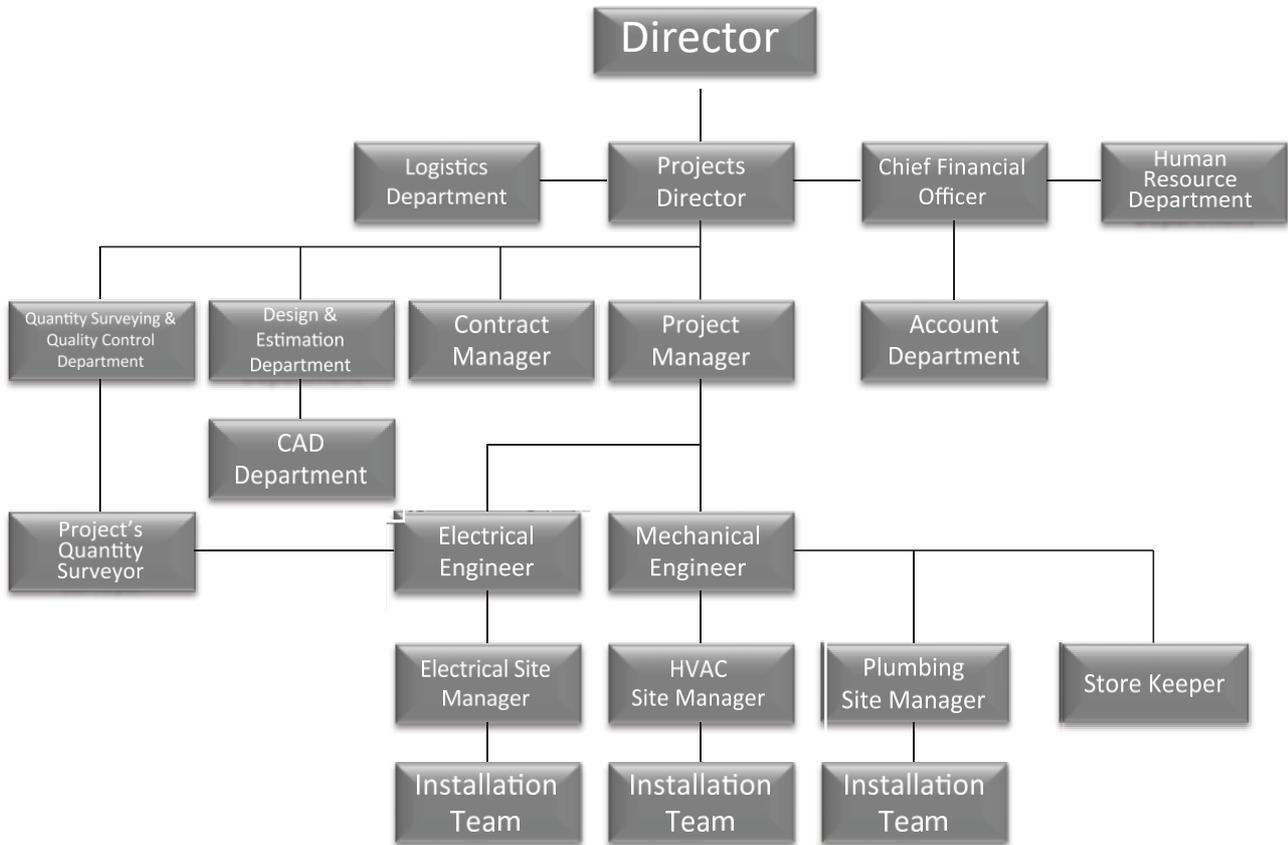 Director
Logistics
Department
Projects
Director
Chief Financial
Officer
Human
Resource
Department
Quantity Surveying &
Quality Control
Department
Design &
Estimation
Department
Contract
Manager
Project
Manager
Account
Department
CAD
Department
Project’s
Quantity
Surveyor
Electrical
Engineer
Mechanical
Engineer
Electrical Site
Manager
HVAC
Site Manager
Plumbing
Site Manager
Store Keeper
Installation
Team
Installation
Team
Installation
Team